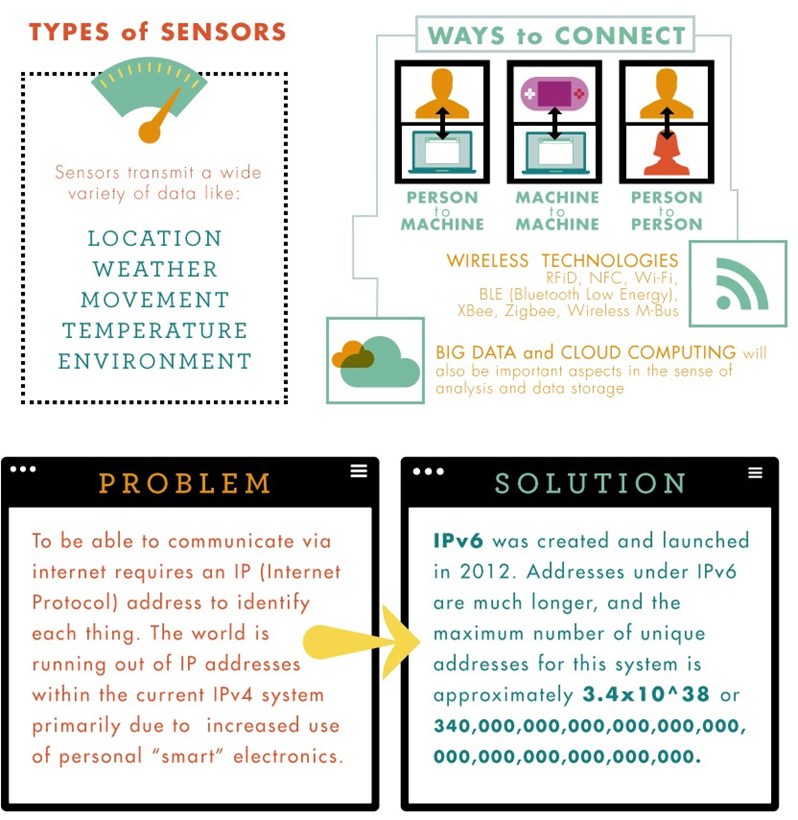 TYPES of SENSORS
Sensors transmit a wide
variety of data like:
LOCATION
WEATHER
MOVEMENT
TEMPERATURE
ENVIRONMENT
WAYS to CONNECT
PERSON
to
MACHINE
MACHINE
to
MACHINE
PERSON
to
PERSON
WIRELESS TECHNOLOGIES
RFiD, NFC, Wi-Fi,
BLE (Bluetooth Low Energy),
XBee, Zigbee, Wireless M-Bus
BIG DATA and CLOUD COMPUTING will
also be important aspects in the sense of
analysis and data storage
PROBLEM
To be able to communicate via
internet requires an IP (Internet
Protocol) address to identify
each thing. The world is
running out of IP addresses
within the current IPv4 system
primarily due to increased use
of personal “smart” electronics.
SOLUTION
IPv6 was created and launched
in 2012. Addresses under IPv6
are much longer, and the
maximum number of unique
addresses for this system is
approximately 3.4x10^38 or
340,000,000,000,000,000,000,
000,000,000,000,000,000.